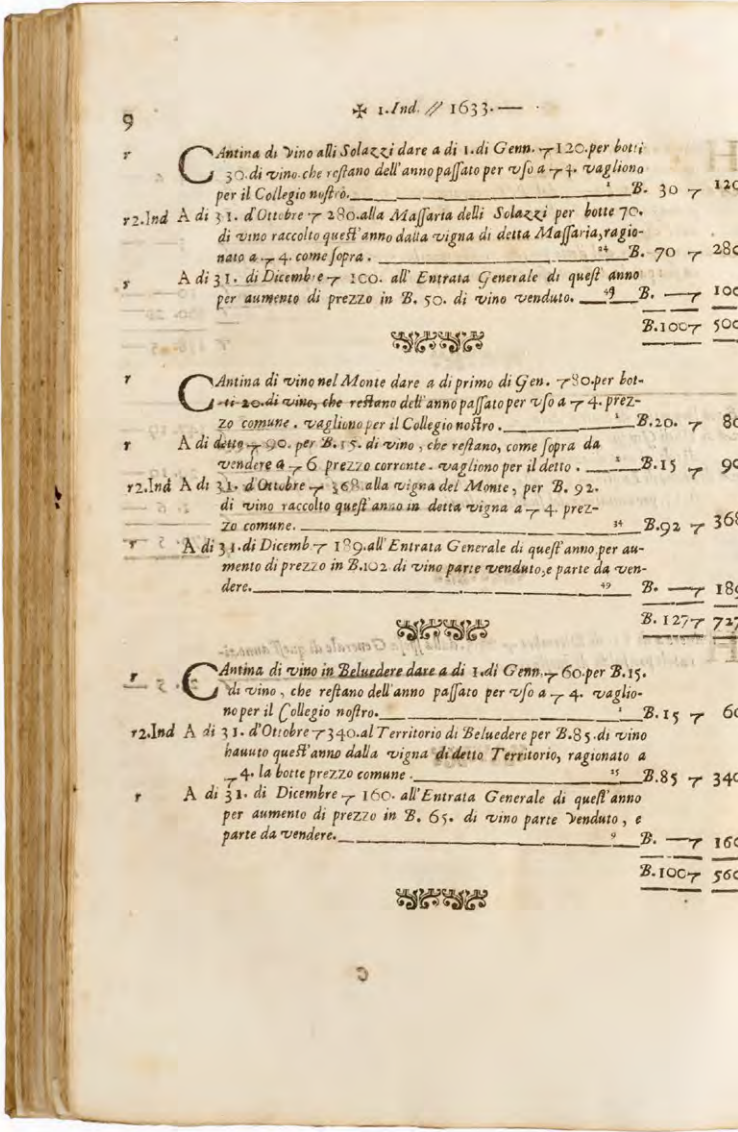 9
✠ 1.Ind. // 1633.—
r CAntina di Vino alli Solazzi dare a di 1.di Genn. ⁊120.per botti
30.di vino che restano dell'anno passato per vso a ⁊4. vagliono
per il Collegio nostro. B. 30 ⁊ 120
r2.Ind A di 31. d'Ottobre ⁊ 280.alla Massaria delli Solazzi per botte 70.
di vino raccolto quest'anno dalla vigna di detta Massaria,ragio-
nato a ⁊ 4. come sopra. 24 B. 70 ⁊ 280
A di 31. di Dicembre ⁊ 100. all'Entrata Generale di quest'anno
per aumento di prezzo in B. 50. di vino venduto. 49 B. —⁊ 100
B.100⁊ 500
r CAntina di vino nel Monte dare a di primo di Gen. ⁊80.per bot-
ti 20.di vino, che restano dell'anno passato per vso a ⁊ 4. prez-
zo comune. vagliono per il Collegio nostro. B.20. ⁊ 80
r A di detto ⁊ 90. per B.15. di vino, che restano, come sopra da
vendere a ⁊ 6 prezzo corrente. vagliono per il detto. B.15 ⁊ 90
r2.Ind A di 31. d'Ottobre ⁊ 368.alla vigna del Monte, per B. 92.
di vino raccolto quest'anno in detta vigna a ⁊ 4. prez-
zo comune. 34 B.92 ⁊ 368
r A di 31.di Dicemb ⁊ 189.all'Entrata Generale di quest'anno per au-
mento di prezzo in B.102 di vino parte venduto,e parte da ven-
dere. 49 B. —⁊ 189
B. 127⁊ 727
r CAntina di vino in Beluedere dare a di 1.di Genn.⁊60.per B.15.
di vino, che restano dell'anno passato per vso a ⁊ 4. vaglio-
no per il Collegio nostro. B.15 ⁊ 60
r2.Ind A di 31. d'Ottobre ⁊340.al Territorio di Beluedere per B.85.di vino
hauuto quest'anno dalla vigna di detto Territorio, ragionato a
⁊4. la botte prezzo comune. 25 B.85 ⁊ 340
r A di 31. di Dicembre ⁊ 160. all'Entrata Generale di quest'anno
per aumento di prezzo in B. 65. di vino parte Venduto, e
parte da vendere. 9 B. —⁊ 160
B.100⁊ 560